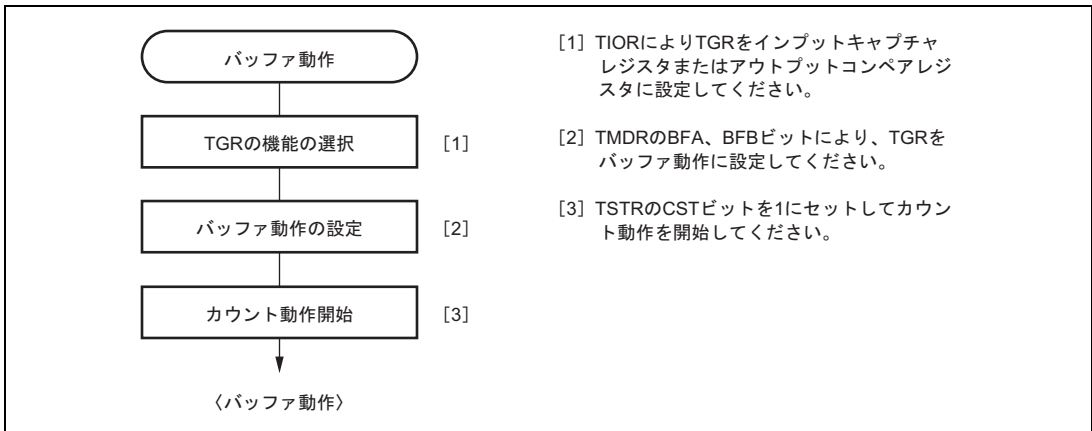 バッファ動作
TGRの機能の選択 [1]
バッファ動作の設定 [2]
カウント動作開始 [3]
〈バッファ動作〉
[1] TIORによりTGRをインプットキャプチャ
レジスタまたはアウトプットコンペアレジ
スタに設定してください。
[2] TMDRのBFA、BFBビットにより、TGRを
バッファ動作に設定してください。
[3] TSTRのCSTビットを1にセットしてカウン
ト動作を開始してください。